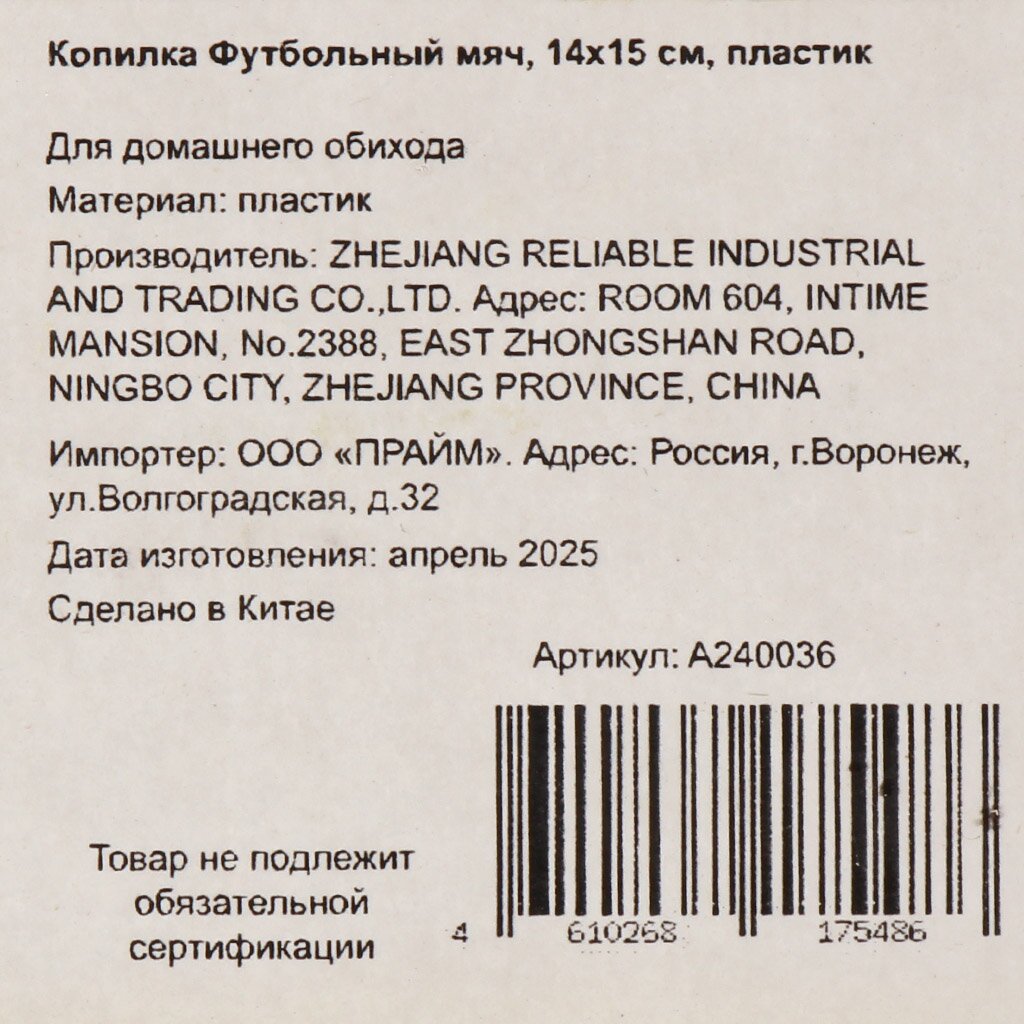 Копилка Футбольный мяч, 14х15 см, пластик
Для домашнего обихода
Материал: пластик
Производитель: ZHEJIANG RELIABLE INDUSTRIAL
AND TRADING CO.,LTD. Адрес: ROOM 604, INTIME
MANSION, No.2388, EAST ZHONGSHAN ROAD,
NINGBO CITY, ZHEJIANG PROVINCE, CHINA
Импортер: ООО «ПРАЙМ». Адрес: Россия, г.Воронеж,
ул.Волгоградская, д.32
Дата изготовления: апрель 2025
Сделано в Китае
Артикул: A240036
Товар не подлежит
обязательной
сертификации
4 610268 175486